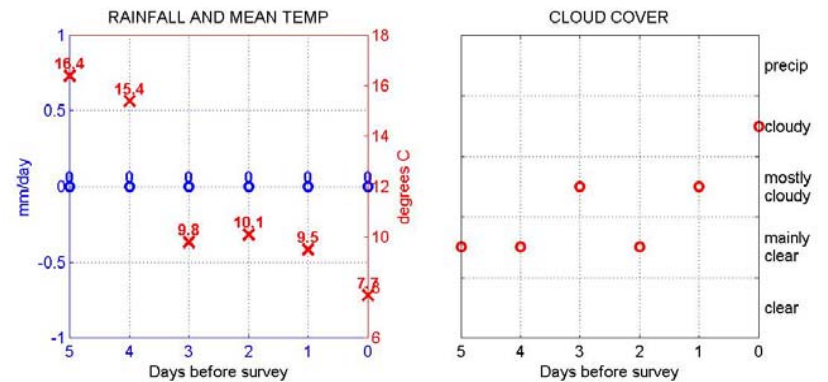 RAINFALL AND MEAN TEMP
1
0.5
0
-0.5
-1
mm/day
16.4
15.4
9.8
10.1
9.5
7.7
0 0 0 0 0 0
18
16
14
12
10
8
6
degrees C
5 4 3 2 1 0
Days before survey
CLOUD COVER
precip
cloudy
mostly
cloudy
mainly
clear
clear
5 4 3 2 1 0
Days before survey